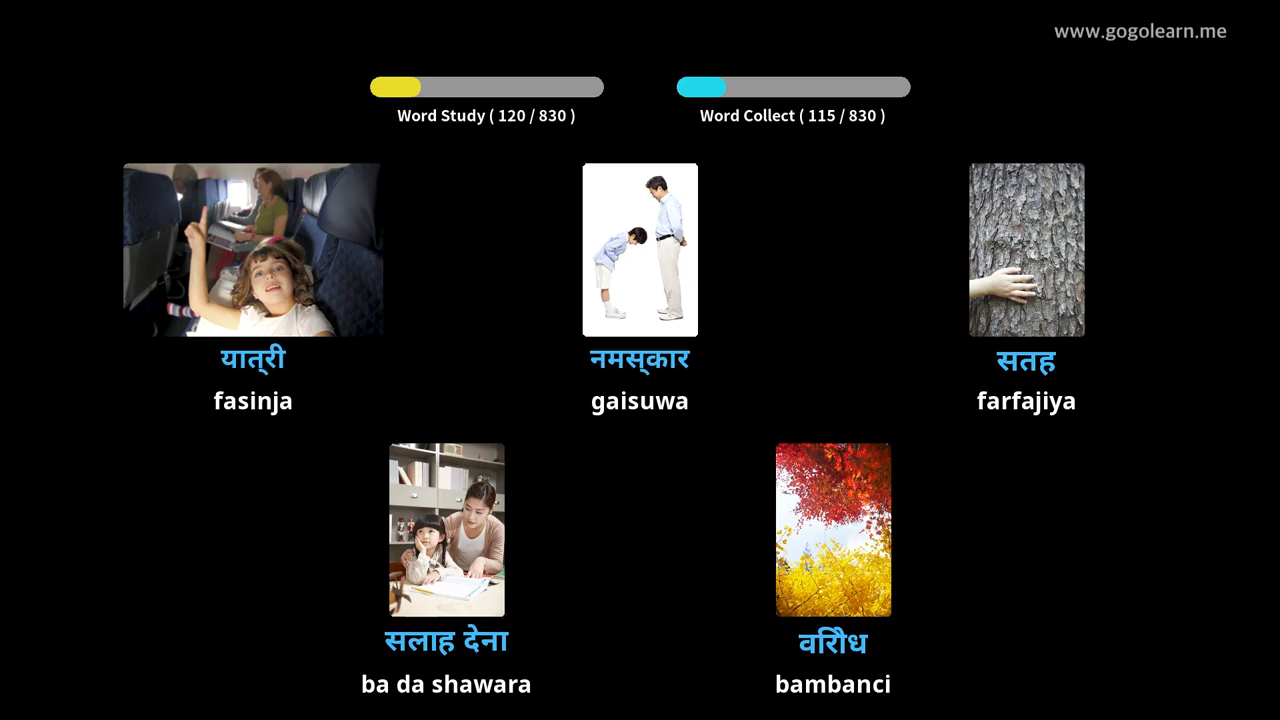 www.gogolearn.me
Word Study ( 120 / 830 )
Word Collect ( 115 / 830 )
यात्री
fasinja
नमस्कार
gaisuwa
सतह
farfajiya
सलाह देना
ba da shawara
वरिोध
bambanci